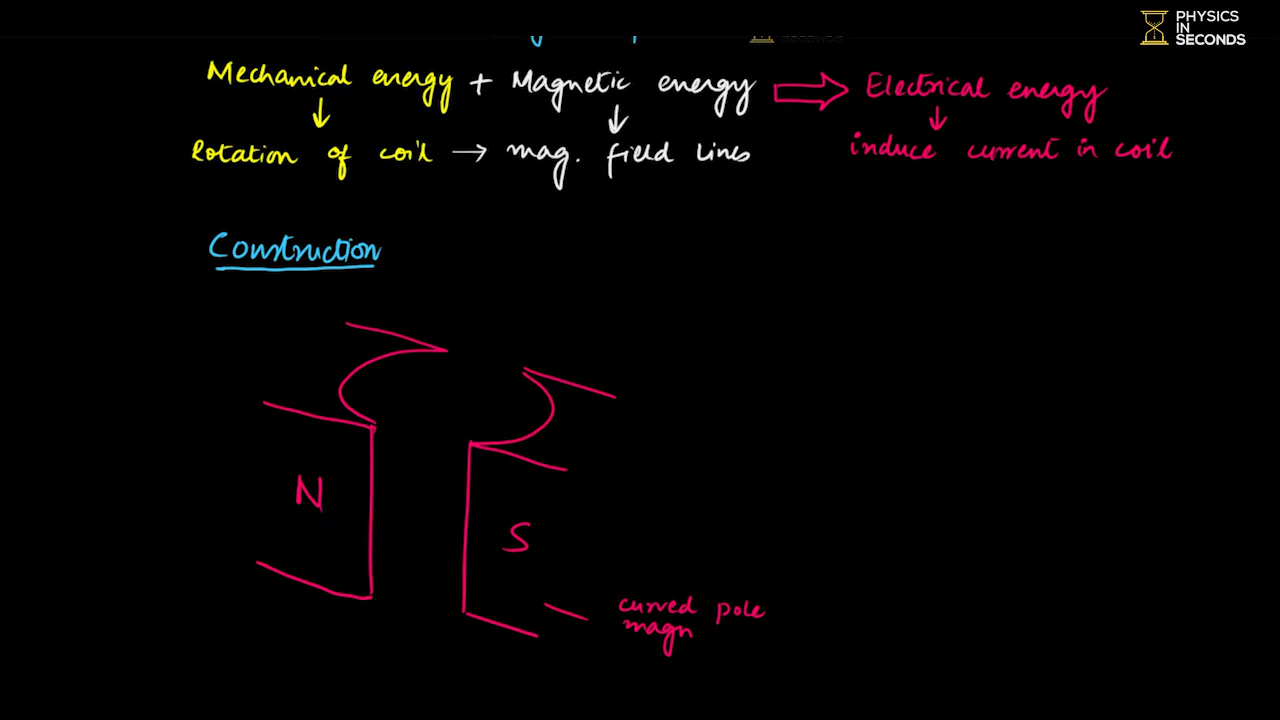 PHYSICS
IN
SECONDS
Mechanical energy + Magnetic energy ⇒ Electrical energy
↓ ↓ ↓
Rotation of coil → mag. field lines induce current in coil
Construction
N
S
curved pole
magn